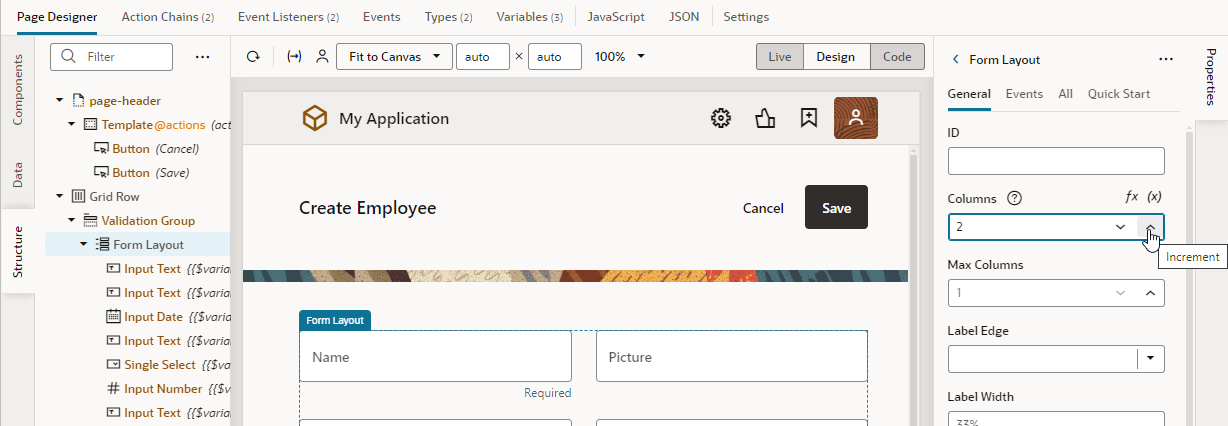 Page Designer Action Chains (2) Event Listeners (2) Events Types (2) Variables (3) JavaScript JSON Settings
Components
Data
Structure
Filter ...
page-header
Template @actions (act
Button (Cancel)
Button (Save)
Grid Row
Validation Group
Form Layout
Input Text {{$varia
Input Text {{$varia
Input Date {{$varia
Input Text {{$varia
Single Select {{$va
Input Number {{$v
Input Text {{$varia
Fit to Canvas auto × auto 100% Live Design Code
My Application
Create Employee Cancel Save
Form Layout
Name Picture
Required
Form Layout ...
General Events All Quick Start
ID
Columns ? fx (x)
2
Increment
Max Columns
1
Label Edge
Label Width
33%
Properties